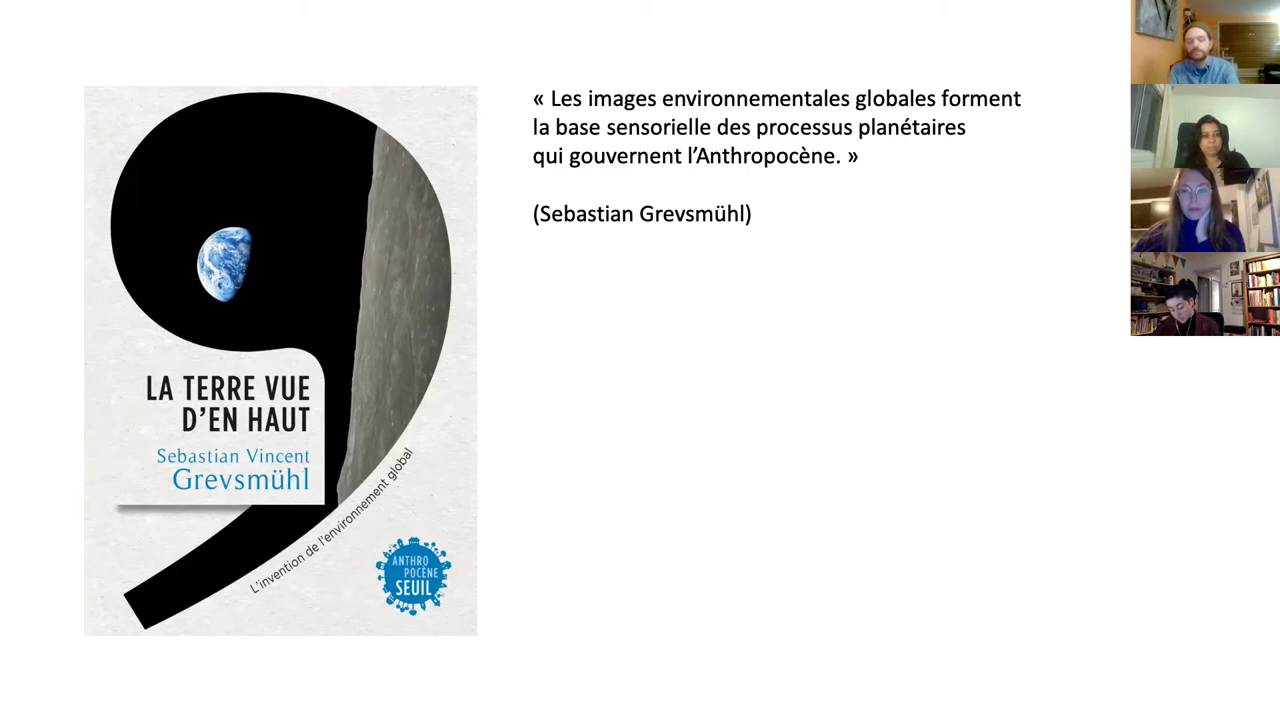 « Les images environnementales globales forment
la base sensorielle des processus planétaires
qui gouvernent l’Anthropocène. »
(Sebastian Grevsmühl)
LA TERRE VUE
D’EN HAUT
Sebastian Vincent
Grevsmühl
L’invention de l’environnement global
ANTHRO
POCÈNE
SEUIL